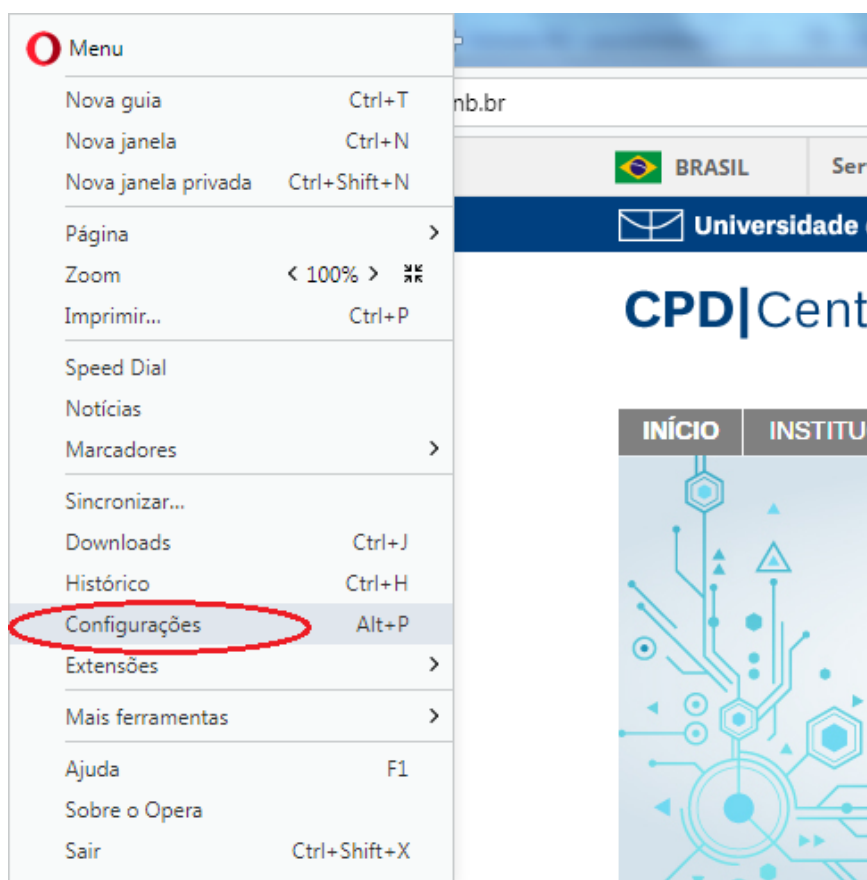 Menu
Nova guia Ctrl+T
Nova janela Ctrl+N
Nova janela privada Ctrl+Shift+N
Página
Zoom < 100% >
Imprimir... Ctrl+P
Speed Dial
Notícias
Marcadores
Sincronizar...
Downloads Ctrl+J
Histórico Ctrl+H
Configurações Alt+P
Extensões
Mais ferramentas
Ajuda F1
Sobre o Opera
Sair Ctrl+Shift+X
nb.br
BRASIL Ser
Universidade
CPD|Cent
INÍCIO INSTITU